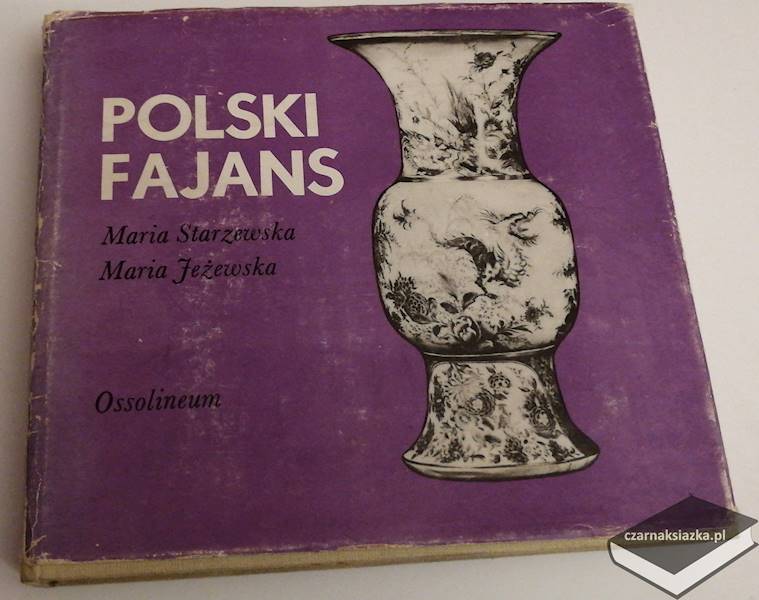 POLSKI
FAJANS
Maria Starzewska
Maria Jeżewska
Ossolineum
czarnaksiazka.pl